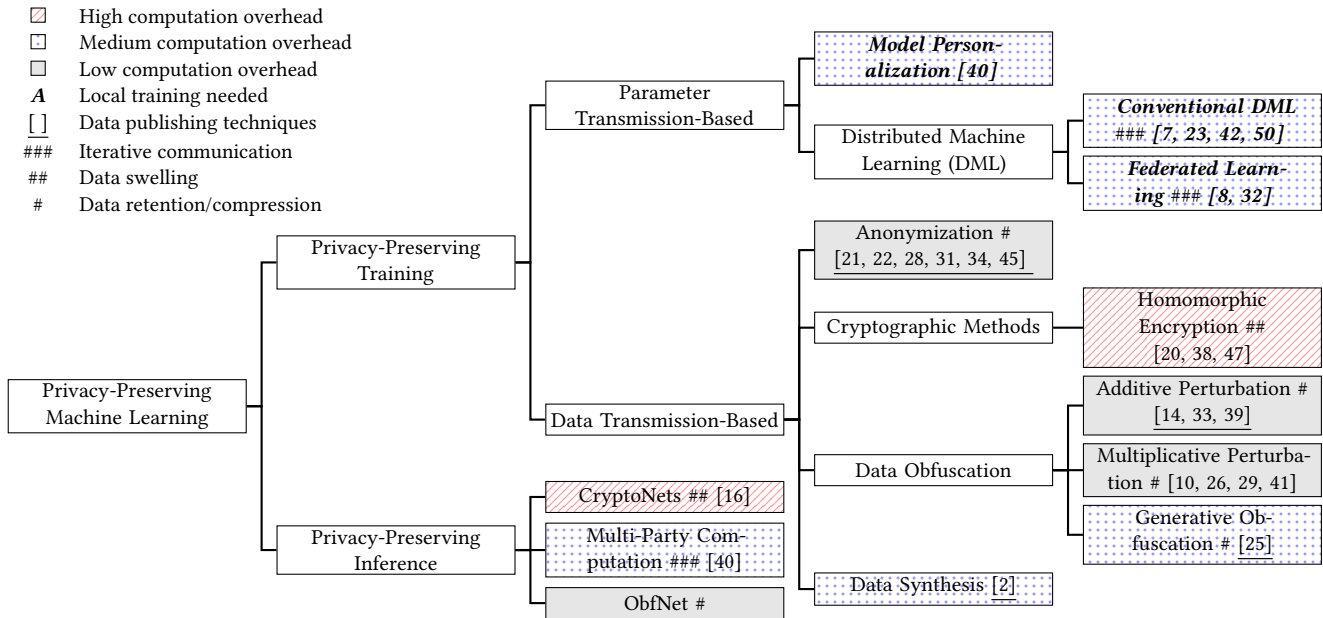 High computation overhead
Medium computation overhead
Low computation overhead
A Local training needed
[ ] Data publishing techniques
### Iterative communication
## Data swelling
# Data retention/compression
Privacy-Preserving
Machine Learning
Privacy-Preserving
Training
Privacy-Preserving
Inference
Parameter
Transmission-Based
Data Transmission-Based
CryptoNets ## [16]
Multi-Party Com-
putation ### [40]
ObfNet #
Model Person-
alization [40]
Distributed Machine
Learning (DML)
Anonymization #
[21, 22, 28, 31, 34, 45]
Cryptographic Methods
Data Obfuscation
Data Synthesis [2]
Conventional DML
### [7, 23, 42, 50]
Federated Learn-
ing ### [8, 32]
Homomorphic
Encryption ##
[20, 38, 47]
Additive Perturbation #
[14, 33, 39]
Multiplicative Perturba-
tion # [10, 26, 29, 41]
Generative Ob-
fuscation # [25]